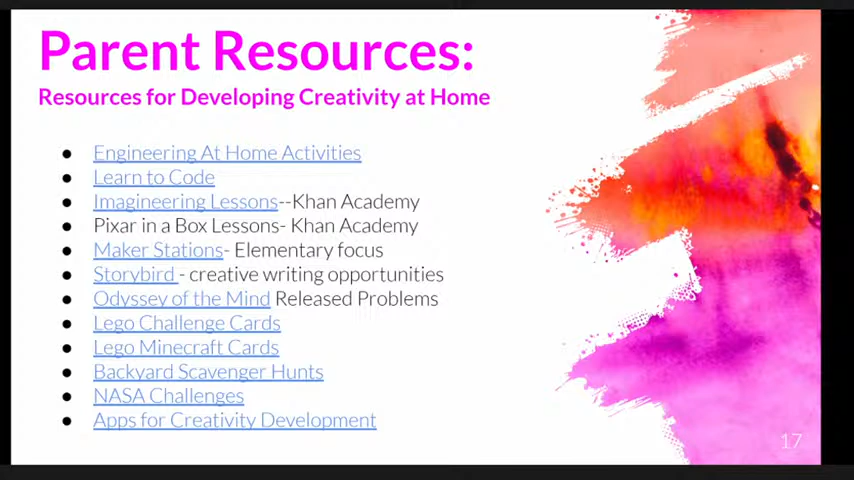 Parent Resources:
Resources for Developing Creativity at Home
● Engineering At Home Activities
● Learn to Code
● Imagineering Lessons--Khan Academy
● Pixar in a Box Lessons- Khan Academy
● Maker Stations- Elementary focus
● Storybird - creative writing opportunities
● Odyssey of the Mind Released Problems
● Lego Challenge Cards
● Lego Minecraft Cards
● Backyard Scavenger Hunts
● NASA Challenges
● Apps for Creativity Development
17